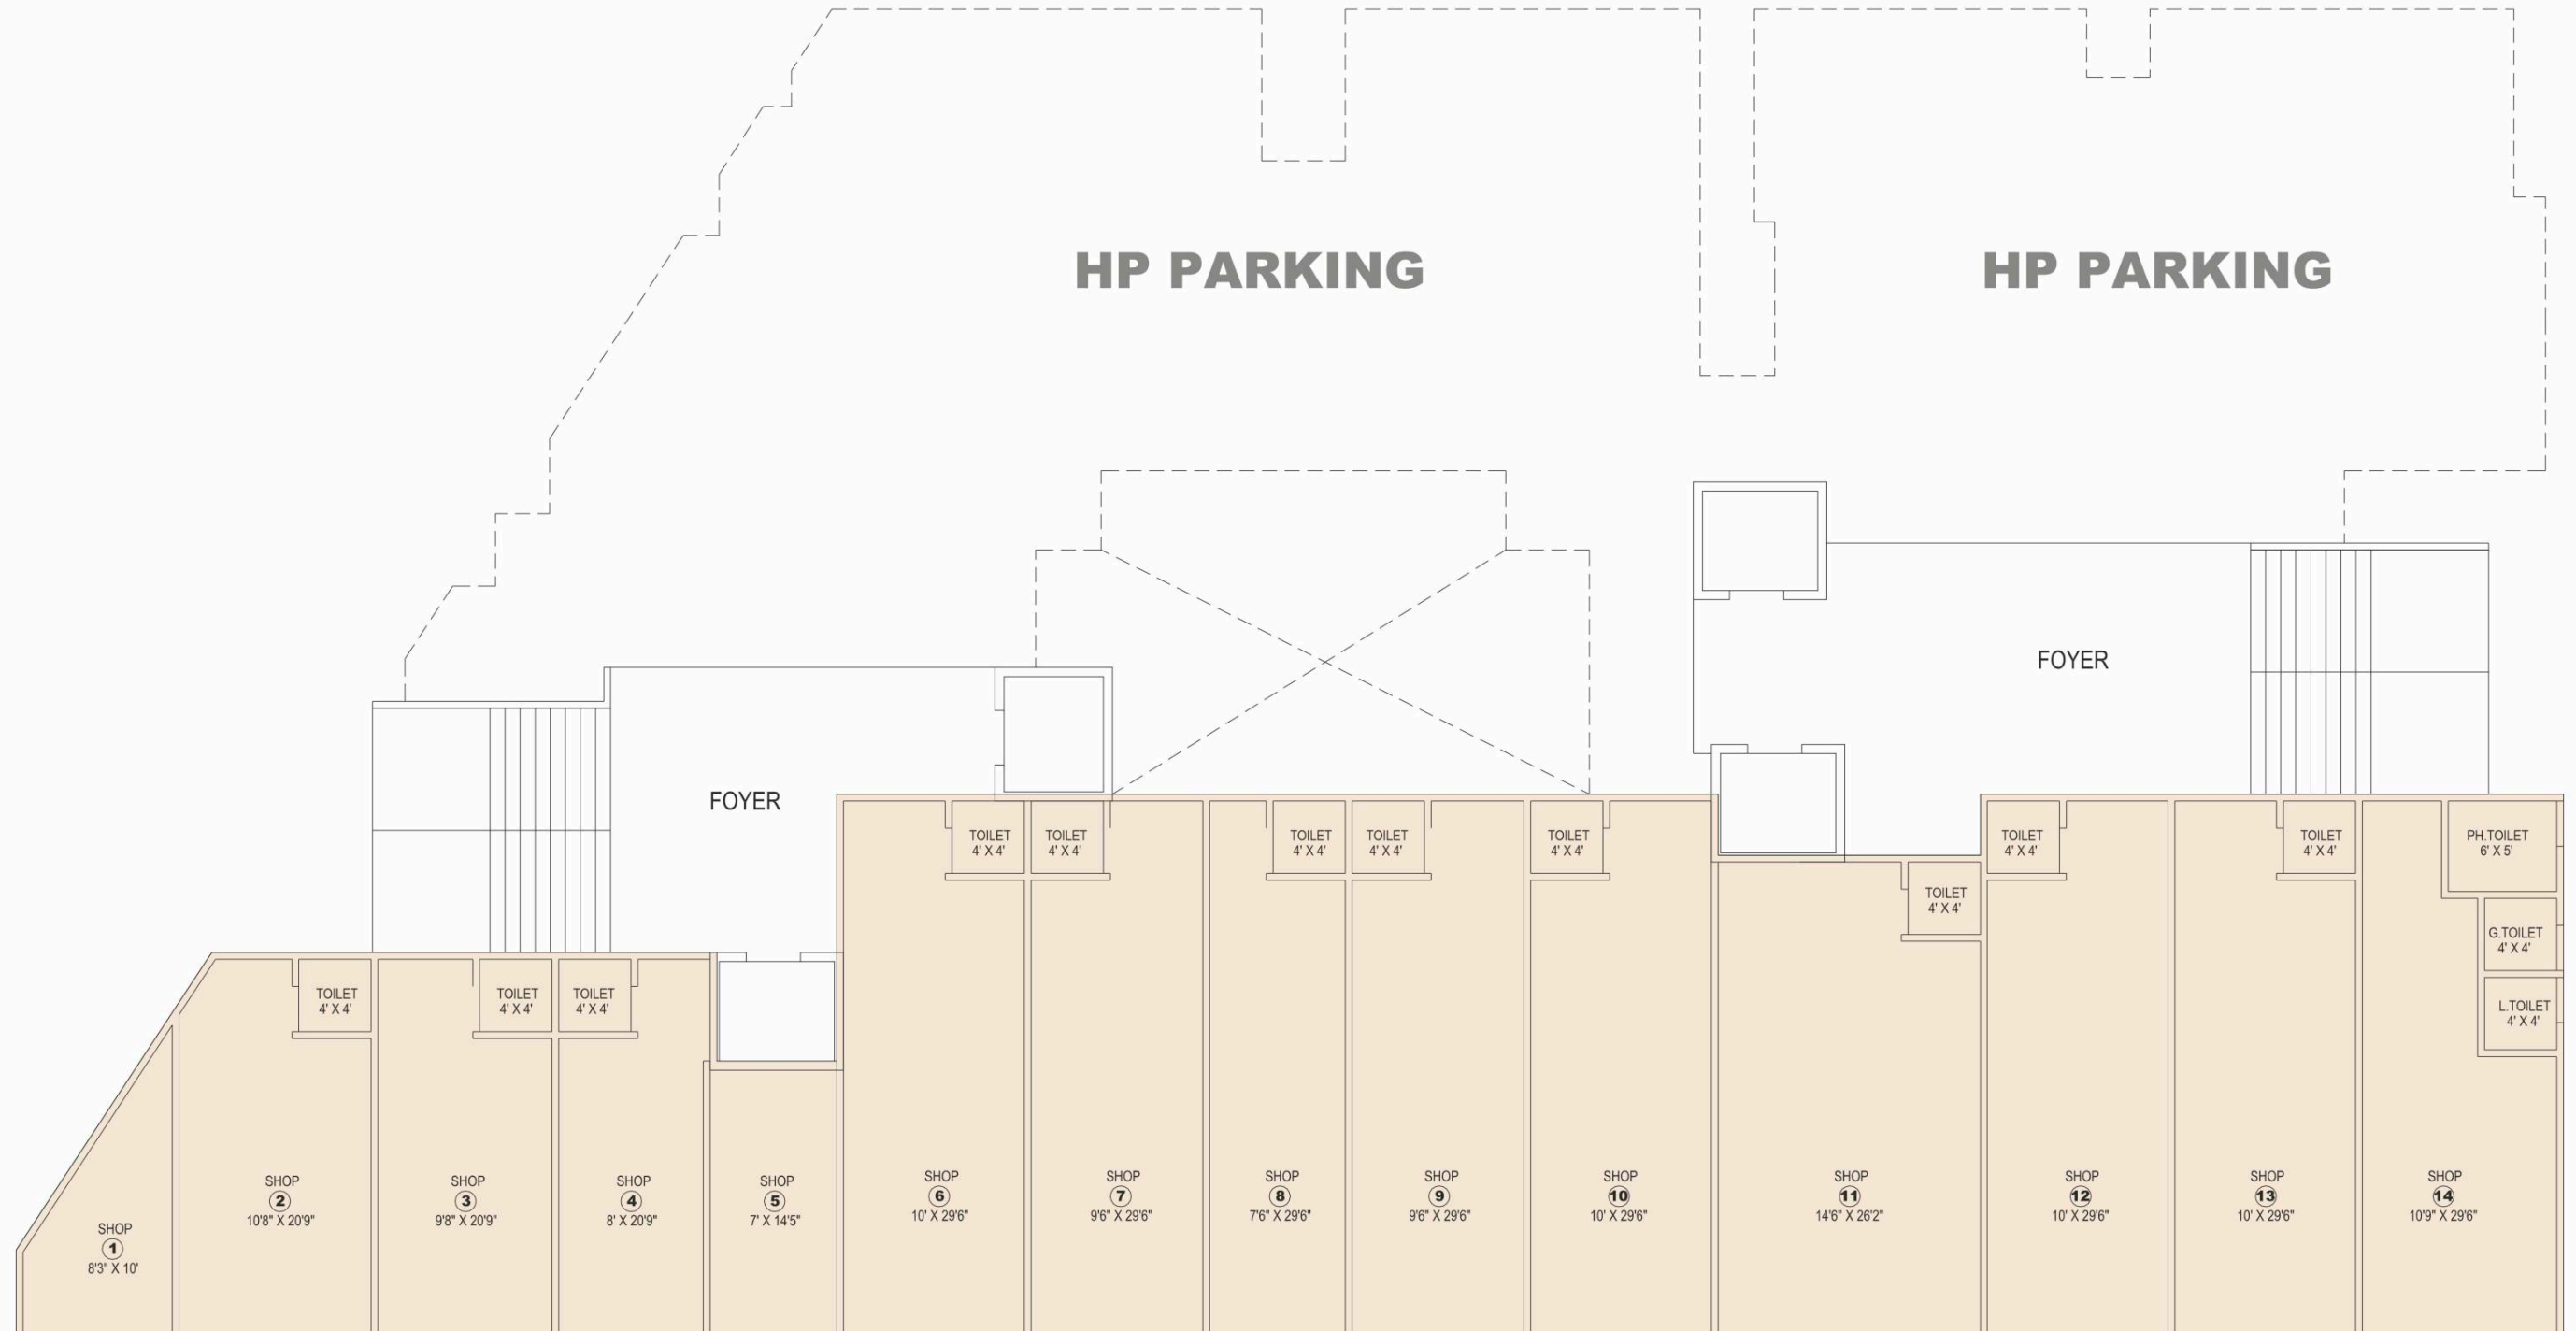 HP PARKING
HP PARKING
FOYER
FOYER
TOILET
4' X 4'
TOILET
4' X 4'
TOILET
4' X 4'
TOILET
4' X 4'
TOILET
4' X 4'
TOILET
4' X 4'
TOILET
4' X 4'
PH.TOILET
6' X 5'
TOILET
4' X 4'
G.TOILET
4' X 4'
TOILET
4' X 4'
TOILET
4' X 4'
TOILET
4' X 4'
L.TOILET
4' X 4'
SHOP
1
8'3" X 10'
SHOP
2
10'8" X 20'9"
SHOP
3
9'8" X 20'9"
SHOP
4
8' X 20'9"
SHOP
5
7' X 14'5"
SHOP
6
10' X 29'6"
SHOP
7
9'6" X 29'6"
SHOP
8
7'6" X 29'6"
SHOP
9
9'6" X 29'6"
SHOP
10
10' X 29'6"
SHOP
11
14'6" X 26'2"
SHOP
12
10' X 29'6"
SHOP
13
10' X 29'6"
SHOP
14
10'9" X 29'6"